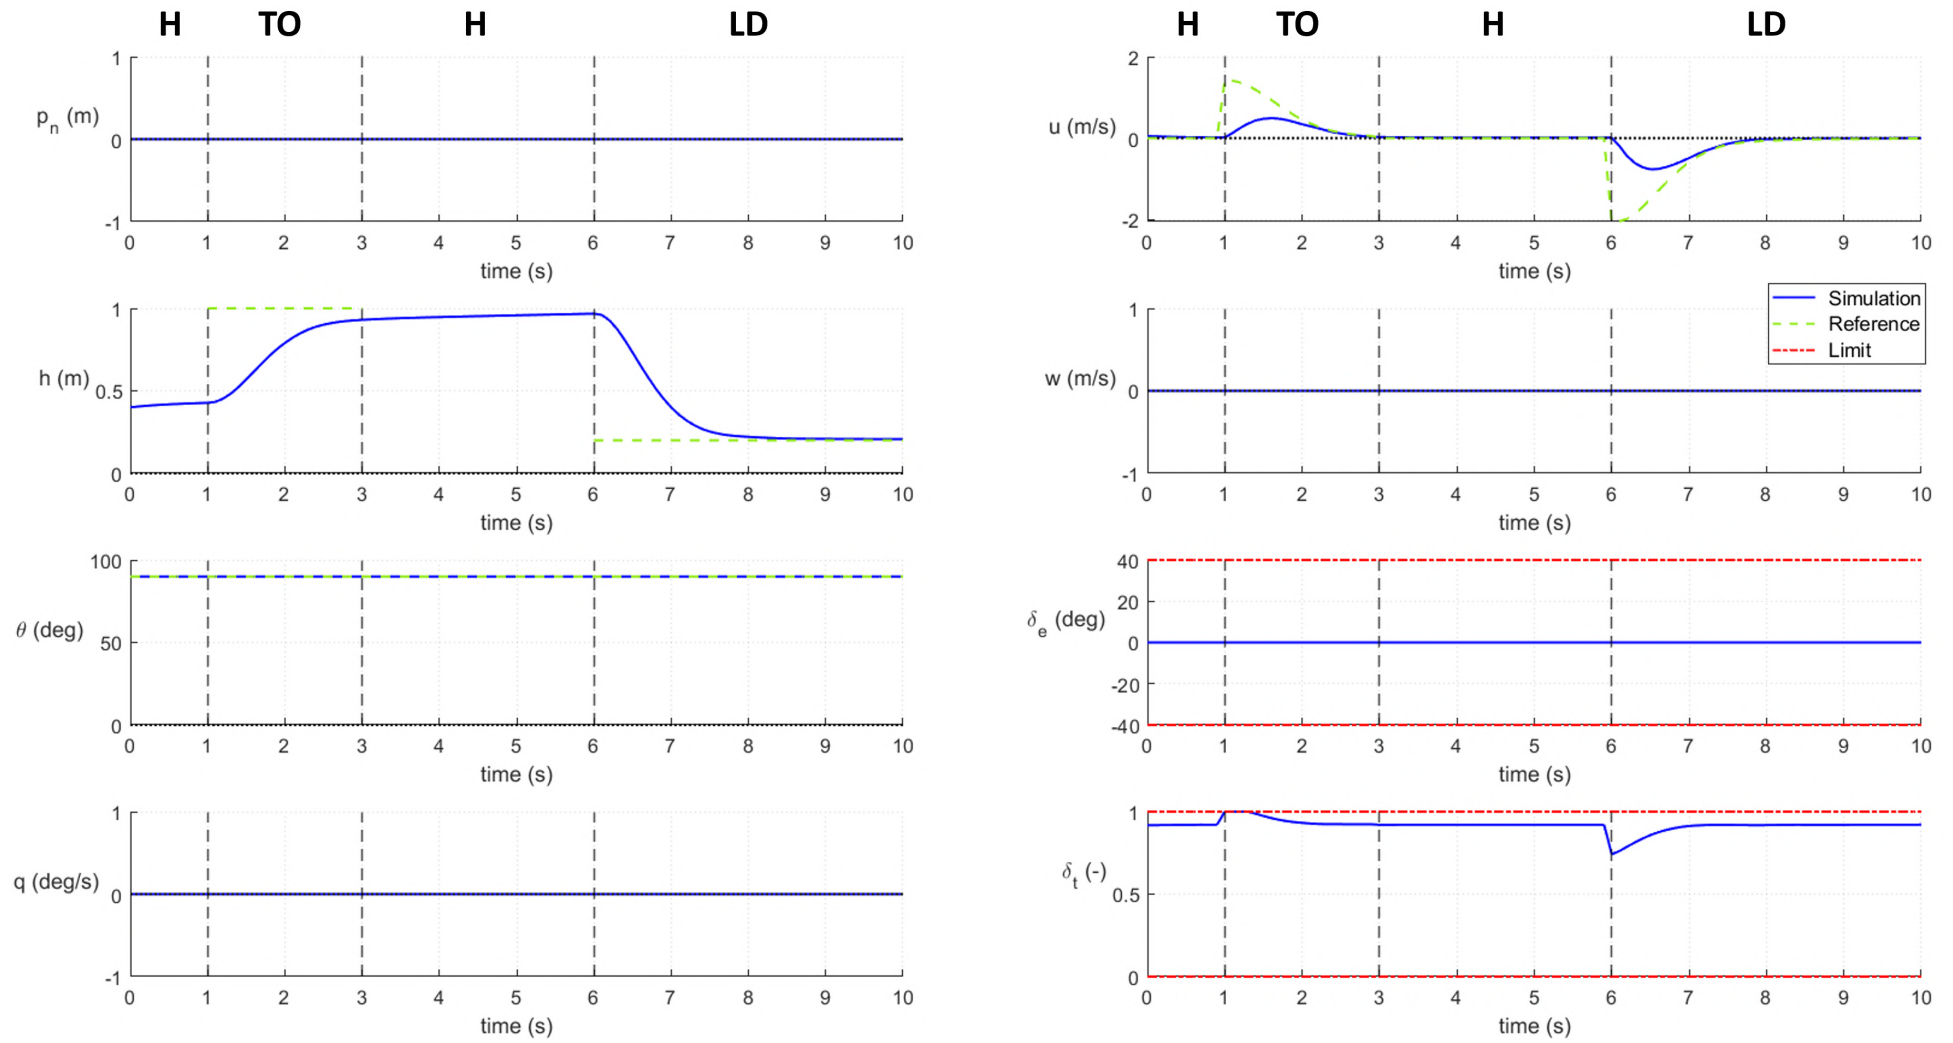 H TO H LD
1
p_n (m)
0
-1
0 1 2 3 4 5 6 7 8 9 10
time (s)
1
h (m)
0.5
0
0 1 2 3 4 5 6 7 8 9 10
time (s)
100
θ (deg)
50
0
0 1 2 3 4 5 6 7 8 9 10
time (s)
1
q (deg/s)
0
-1
0 1 2 3 4 5 6 7 8 9 10
time (s)
H TO H LD
2
u (m/s)
0
-2
0 1 2 3 4 5 6 7 8 9 10
time (s)
Simulation
Reference
Limit
1
w (m/s)
0
-1
0 1 2 3 4 5 6 7 8 9 10
time (s)
40
20
δ_e (deg)
0
-20
-40
0 1 2 3 4 5 6 7 8 9 10
time (s)
1
δ_t (-)
0.5
0
0 1 2 3 4 5 6 7 8 9 10
time (s)